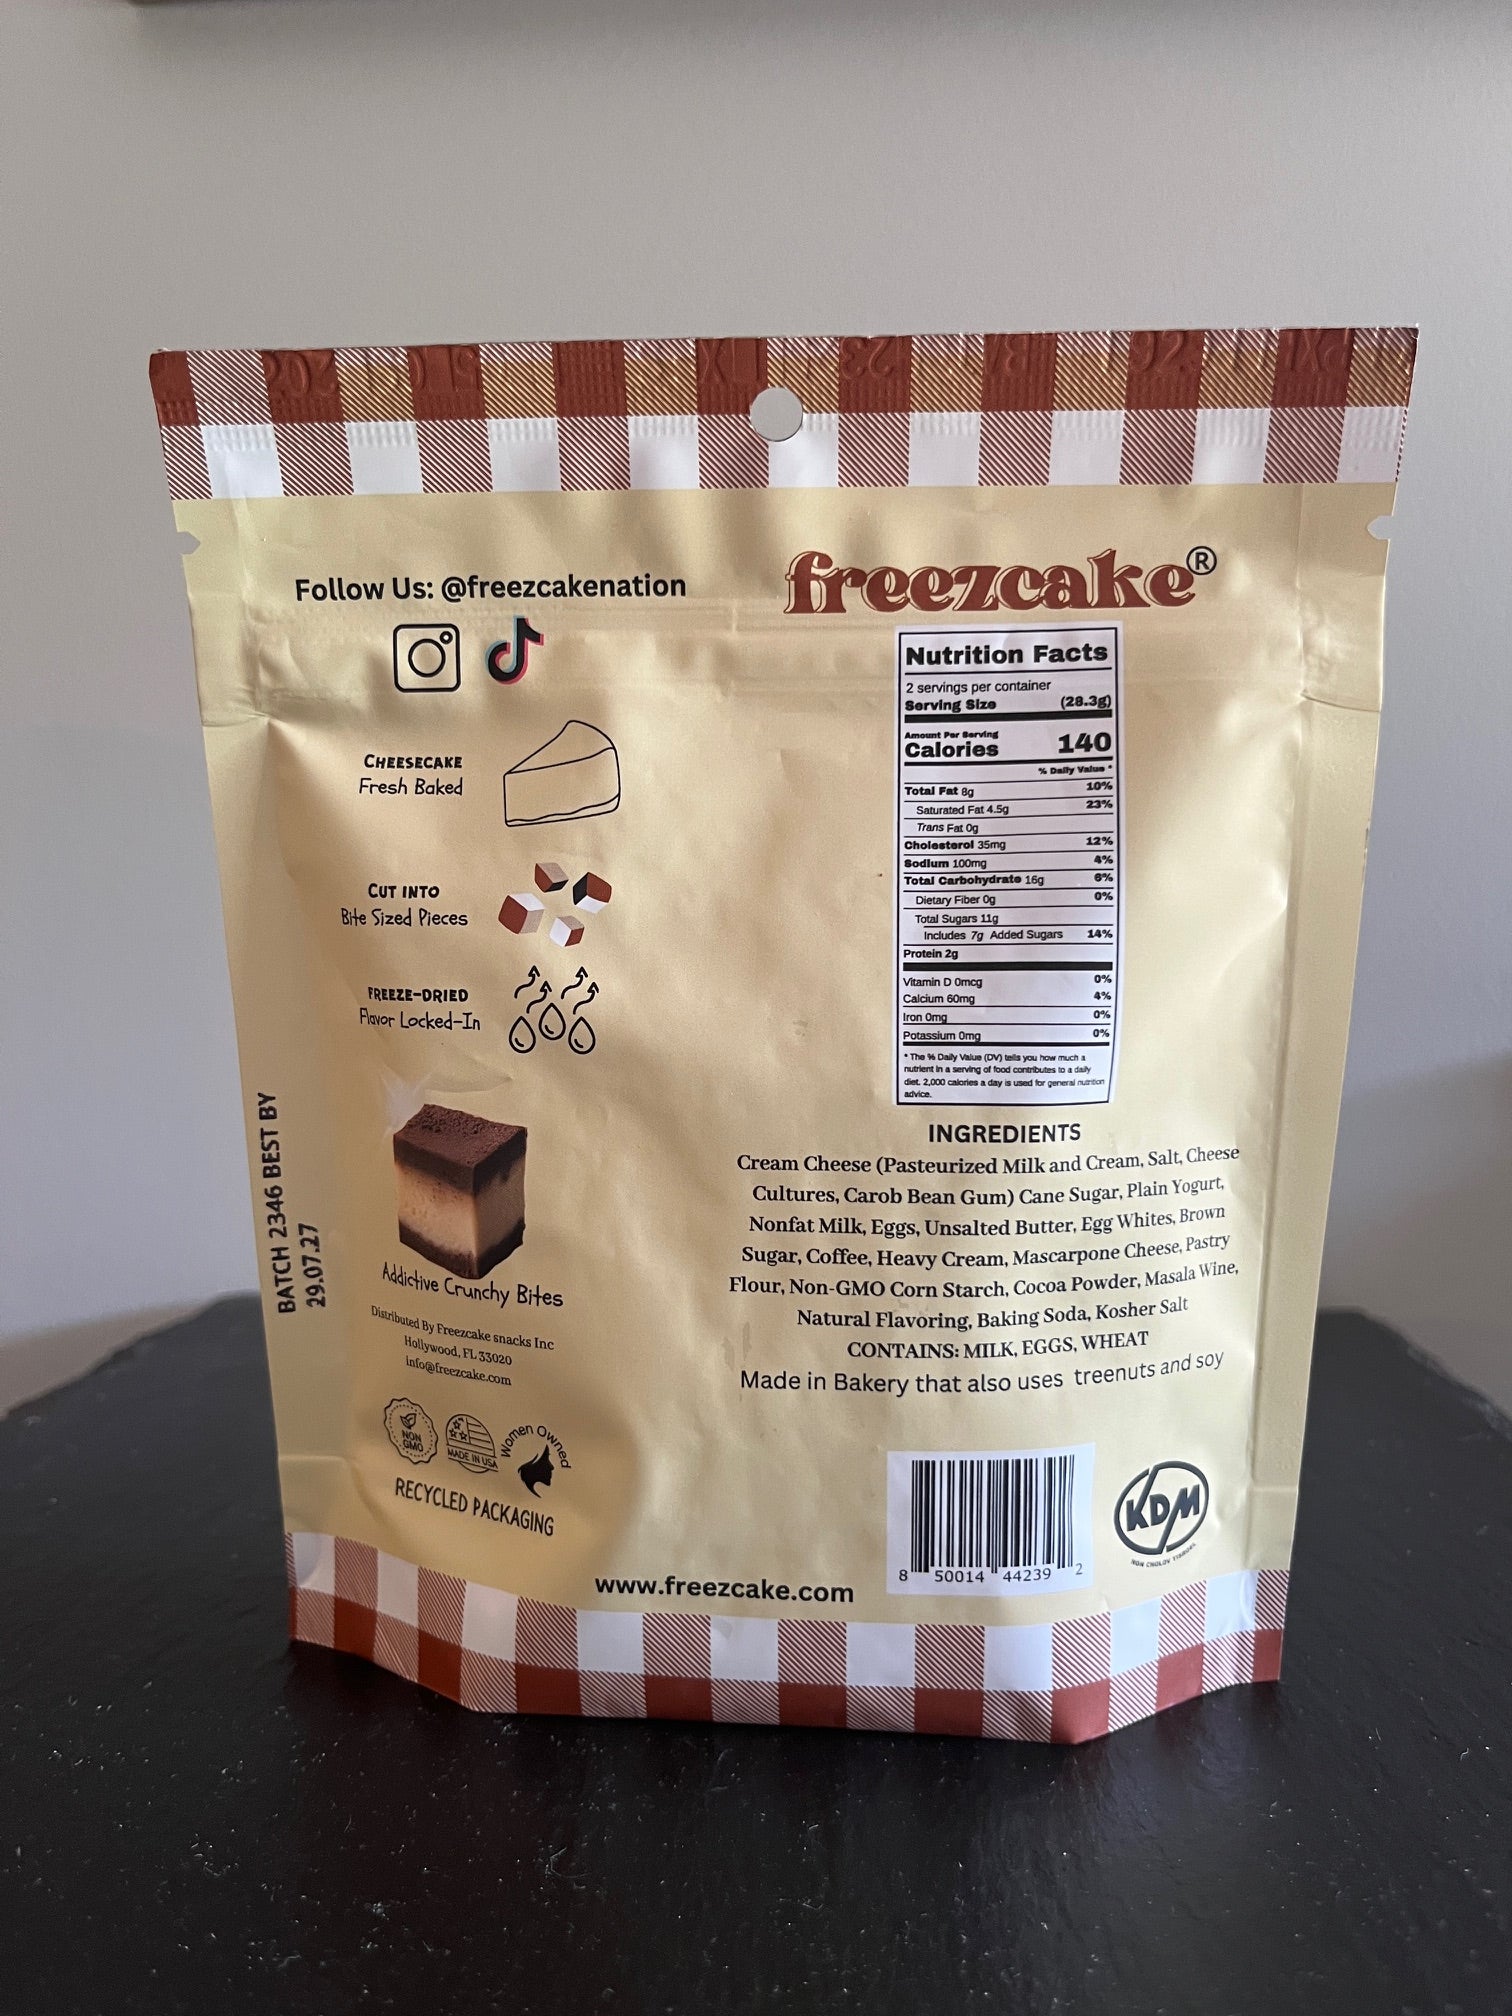 Follow Us: @freezcakenation
CHEESECAKE
Fresh Baked
CUT INTO
Bite Sized Pieces
FREEZE-DRIED
Flavor Locked-In
Addictive Crunchy Bites
Distributed By Freezcake snacks Inc
Hollywood, FL 33020
info@freezcake.com
NON
GMO
MADE IN USA
Women Owned
RECYCLED PACKAGING
BATCH 2346 BEST BY
29.07.27
freezcake®
Nutrition Facts
2 servings per container
Serving Size (28.3g)
Amount Per Serving
Calories 140
% Daily Value *
Total Fat 8g 10%
Saturated Fat 4.5g 23%
Trans Fat 0g
Cholesterol 35mg 12%
Sodium 100mg 4%
Total Carbohydrate 16g 6%
Dietary Fiber 0g 0%
Total Sugars 11g
Includes 7g Added Sugars 14%
Protein 2g
Vitamin D 0mcg 0%
Calcium 60mg 4%
Iron 0mg 0%
Potassium 0mg 0%
* The % Daily Value (DV) tells you how much a
nutrient in a serving of food contributes to a daily
diet. 2,000 calories a day is used for general nutrition
advice.
INGREDIENTS
Cream Cheese (Pasteurized Milk and Cream, Salt, Cheese
Cultures, Carob Bean Gum) Cane Sugar, Plain Yogurt,
Nonfat Milk, Eggs, Unsalted Butter, Egg Whites, Brown
Sugar, Coffee, Heavy Cream, Mascarpone Cheese, Pastry
Flour, Non-GMO Corn Starch, Cocoa Powder, Masala Wine,
Natural Flavoring, Baking Soda, Kosher Salt
CONTAINS: MILK, EGGS, WHEAT
Made in Bakery that also uses treenuts and soy
8 50014 44239 2
KDM
NON CHOLOV YISROEL
www.freezcake.com